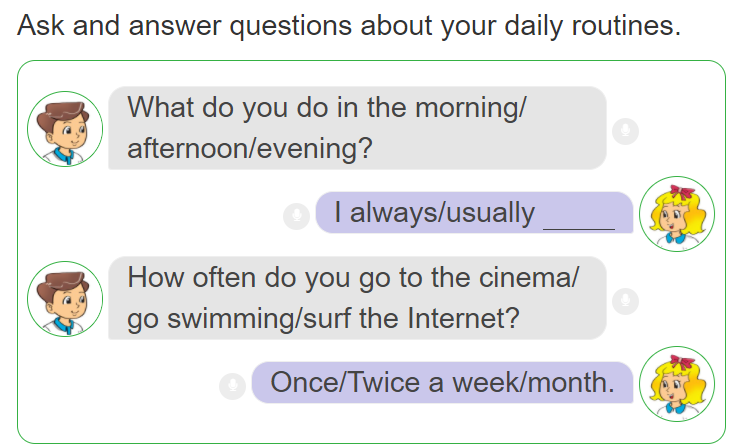 Ask and answer questions about your daily routines.
What do you do in the morning/
afternoon/evening?
I always/usually _____
How often do you go to the cinema/
go swimming/surf the Internet?
Once/Twice a week/month.